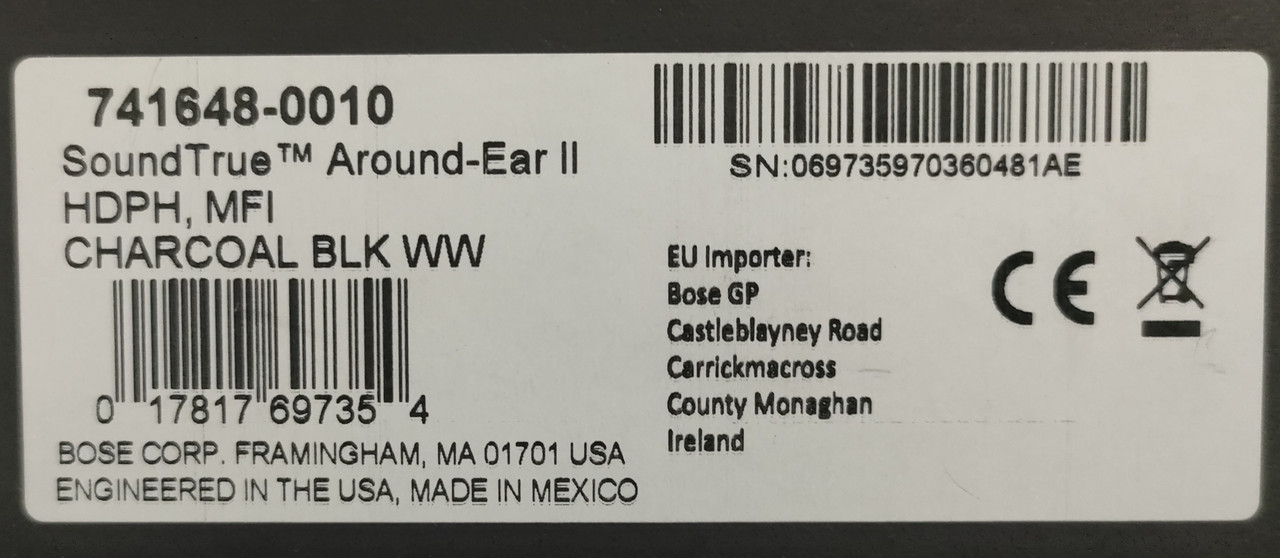 741648-0010
SoundTrue™ Around-Ear II
HDPH, MFI
CHARCOAL BLK WW
0 17817 69735 4
BOSE CORP. FRAMINGHAM, MA 01701 USA
ENGINEERED IN THE USA, MADE IN MEXICO
SN:069735970360481AE
EU Importer:
Bose GP
Castleblayney Road
Carrickmacross
County Monaghan
Ireland
CE